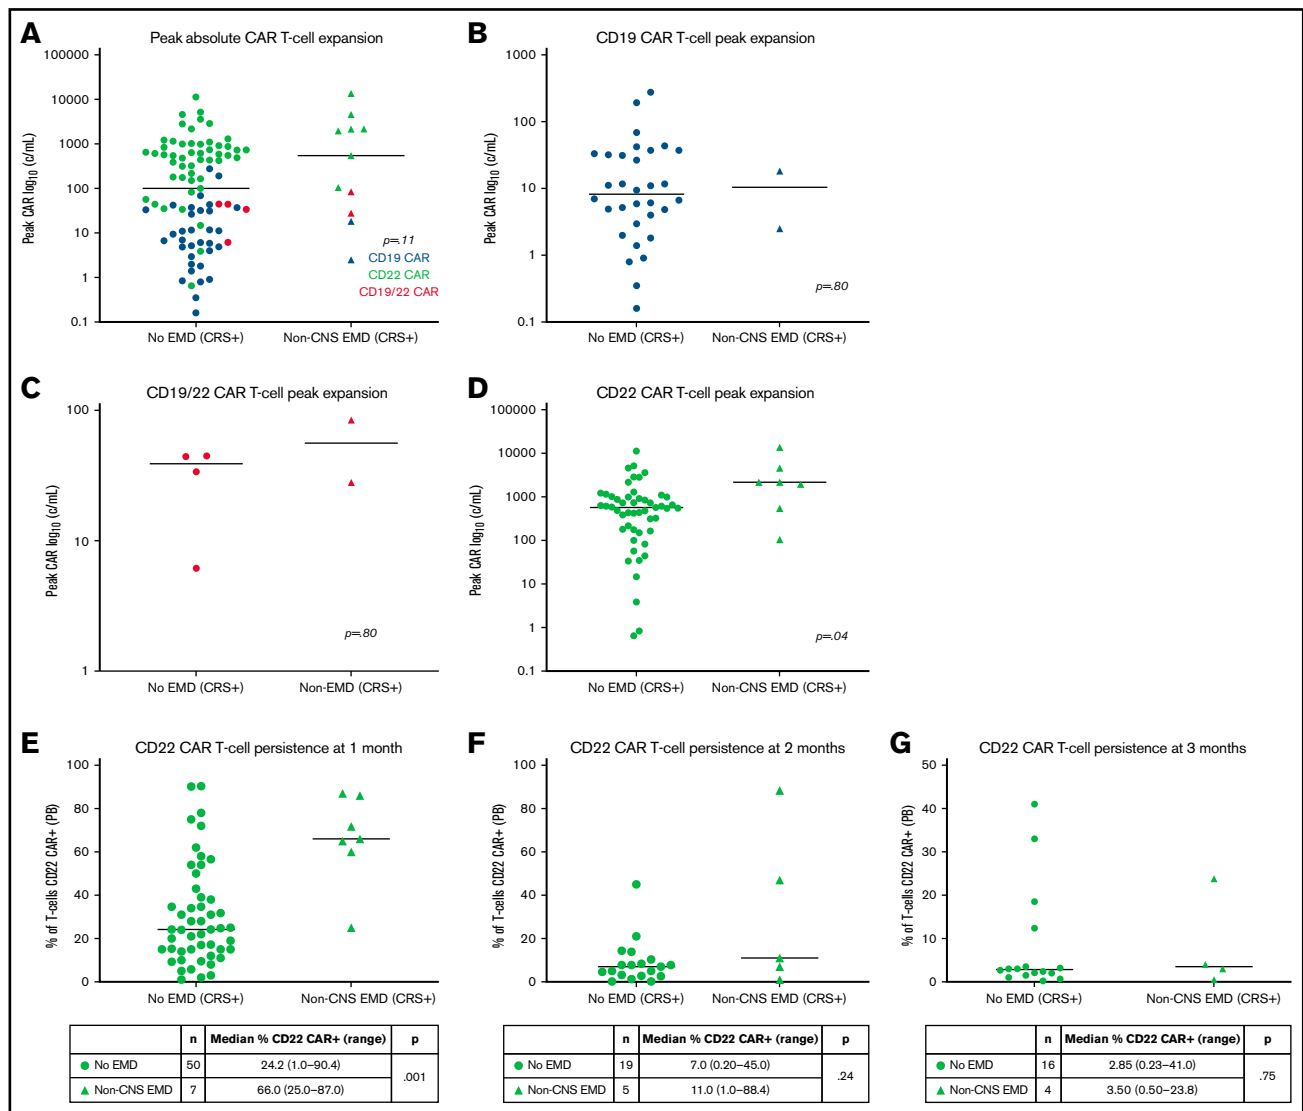 A
Peak absolute CAR T-cell expansion
Peak CAR log10 (c/mL)
100000
10000
1000
100
10
1
0.1
p=.11
CD19 CAR
CD22 CAR
CD19/22 CAR
No EMD (CRS+)
Non-CNS EMD (CRS+)
B
CD19 CAR T-cell peak expansion
Peak CAR log10 (c/mL)
1000
100
10
1
0.1
p=.80
No EMD (CRS+)
Non-CNS EMD (CRS+)
C
CD19/22 CAR T-cell peak expansion
Peak CAR log10 (c/mL)
100
10
1
p=.80
No EMD (CRS+)
Non-EMD (CRS+)
D
CD22 CAR T-cell peak expansion
Peak CAR log10 (c/mL)
100000
10000
1000
100
10
1
0.1
p=.04
No EMD (CRS+)
Non-CNS EMD (CRS+)
E
CD22 CAR T-cell persistence at 1 month
% of T-cells CD22 CAR+ (PB)
100
80
60
40
20
0
No EMD (CRS+)
Non-CNS EMD (CRS+)
n Median % CD22 CAR+ (range) p
No EMD 50 24.2 (1.0–90.4)
.001
Non-CNS EMD 7 66.0 (25.0–87.0)
F
CD22 CAR T-cell persistence at 2 months
% of T-cells CD22 CAR+ (PB)
100
80
60
40
20
0
No EMD (CRS+)
Non-CNS EMD (CRS+)
n Median % CD22 CAR+ (range) p
No EMD 19 7.0 (0.20–45.0)
.24
Non-CNS EMD 5 11.0 (1.0–88.4)
G
CD22 CAR T-cell persistence at 3 months
% of T-cells CD22 CAR+ (PB)
50
40
30
20
10
0
No EMD (CRS+)
Non-CNS EMD (CRS+)
n Median % CD22 CAR+ (range) p
No EMD 16 2.85 (0.23–41.0)
.75
Non-CNS EMD 4 3.50 (0.50–23.8)